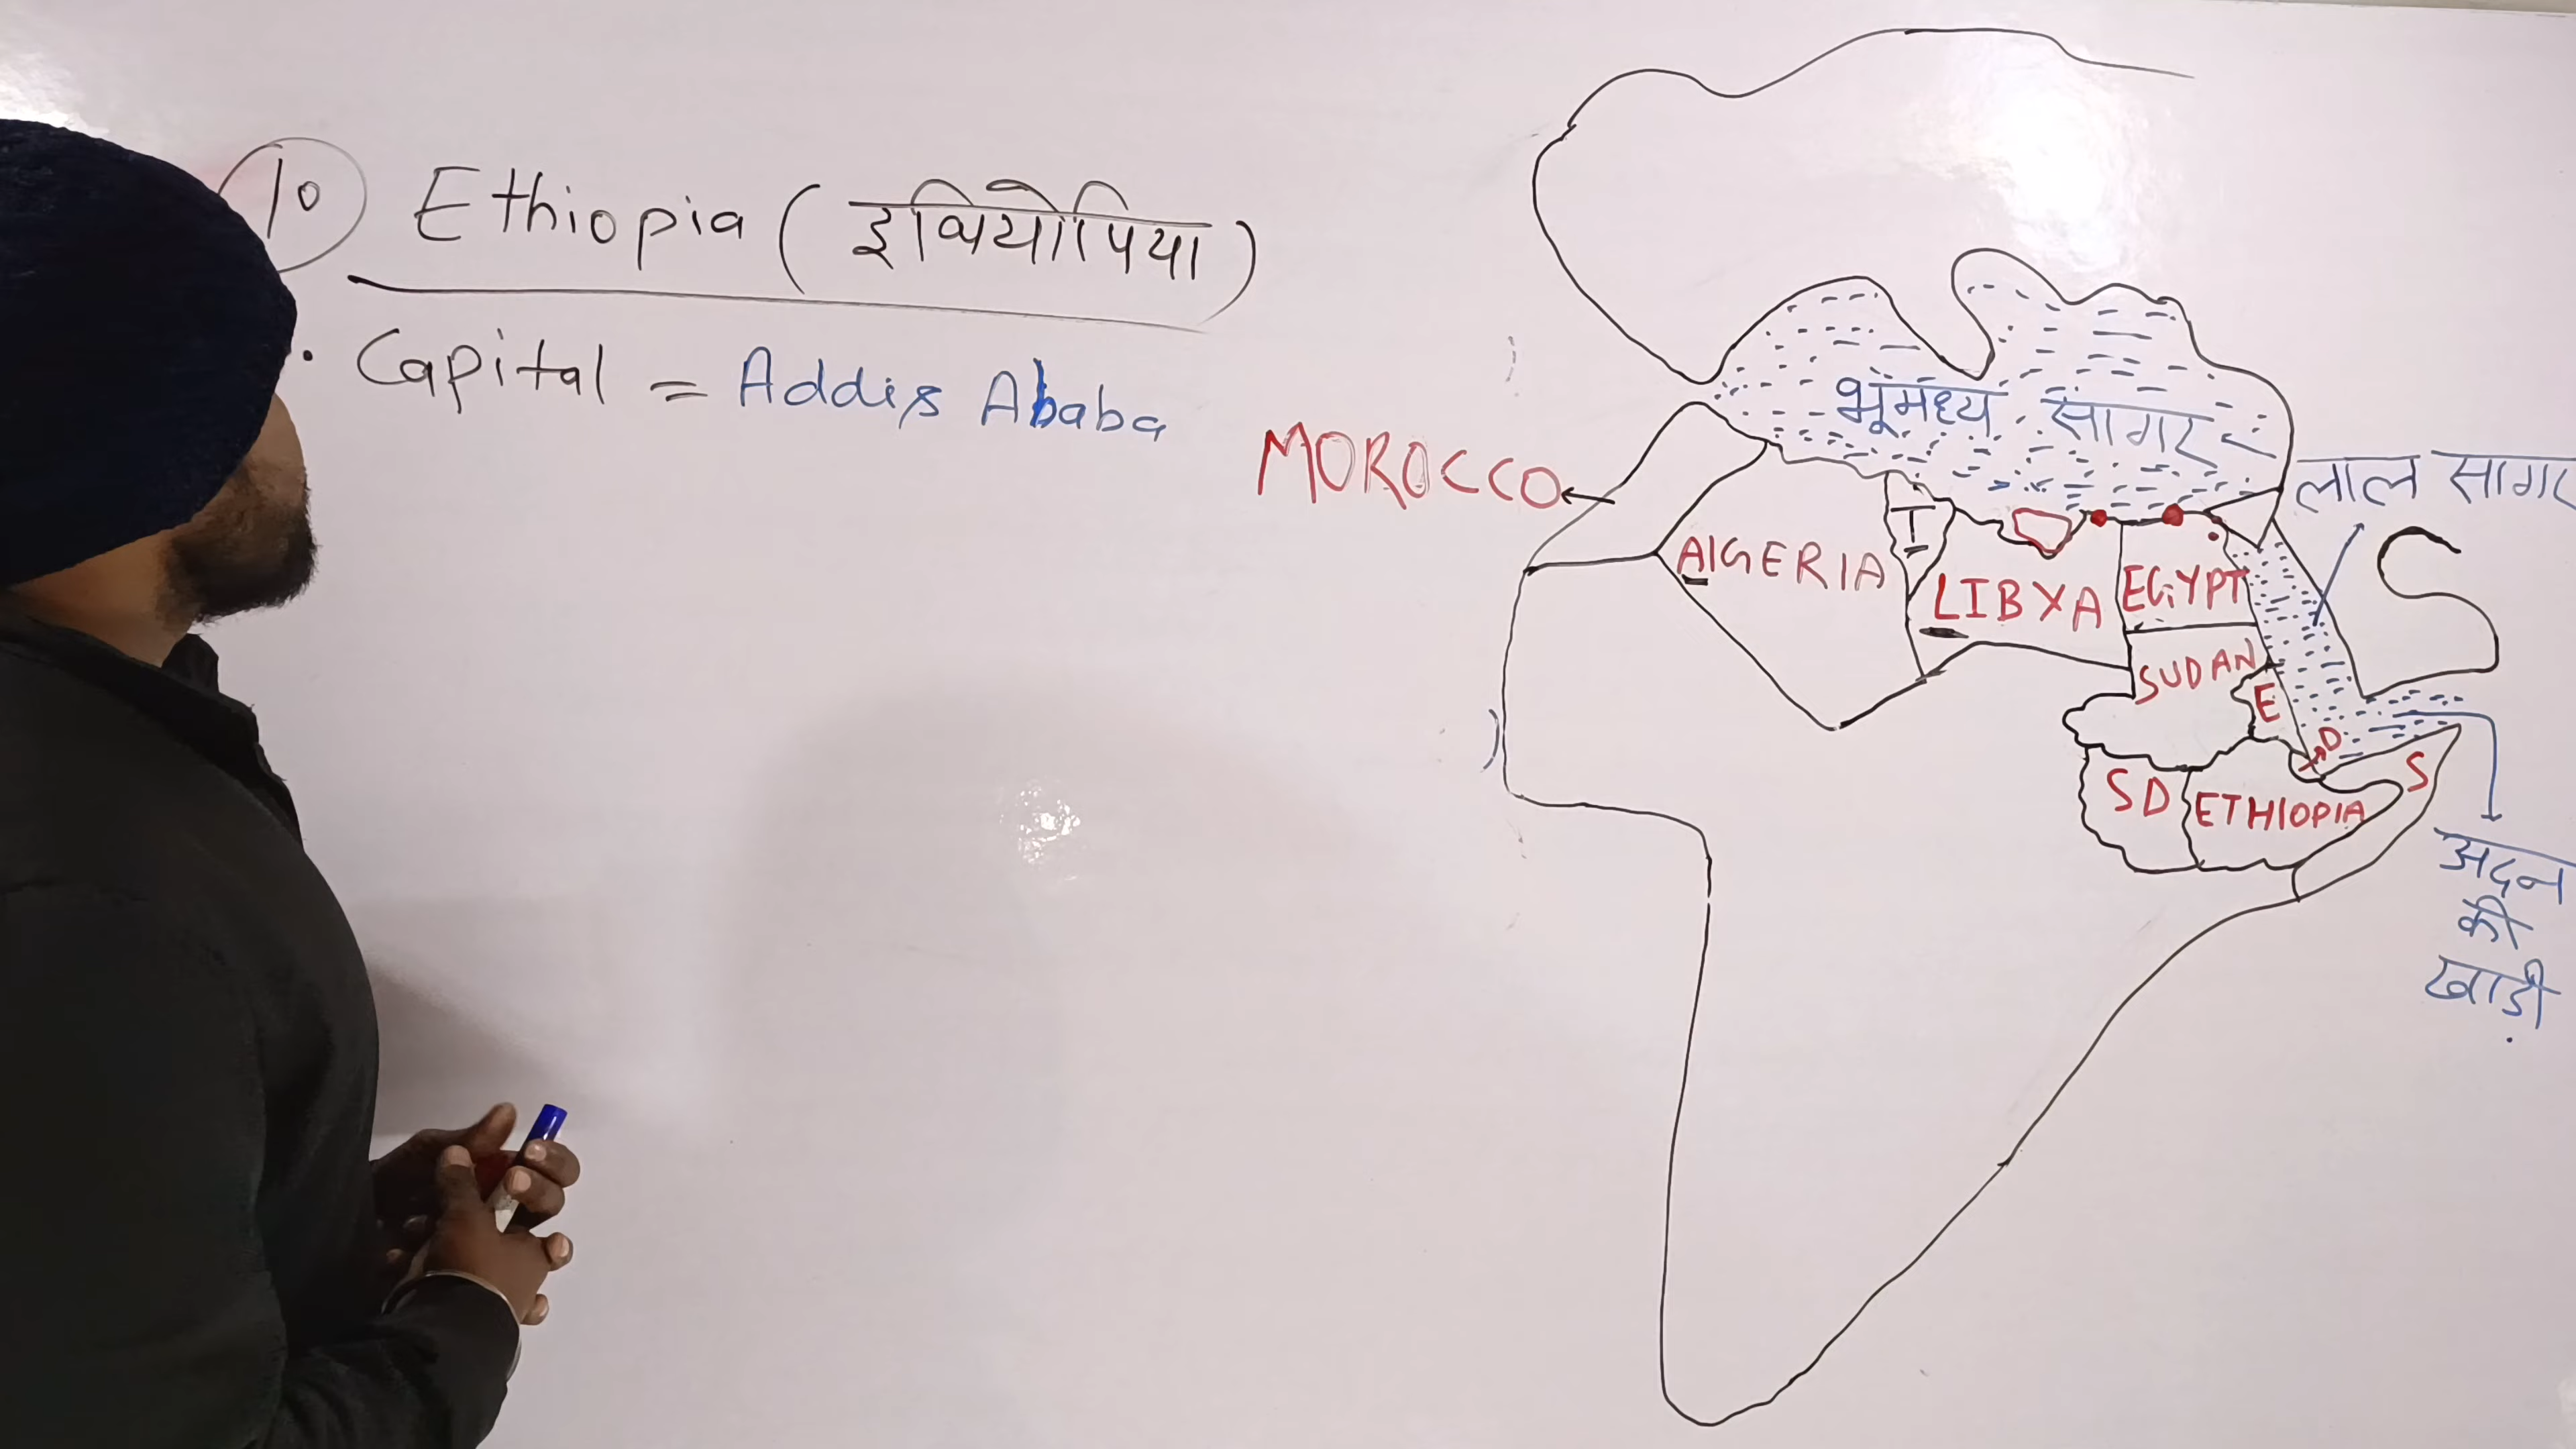 10 Ethiopia (इथियोपिया)
· Capital = Addis Ababa
भूमध्य सागर
MOROCCO
लाल सागर
AlGERIA
T
LIBYA
EGYPT
SUDAN
E
D
S
SD
ETHIOPIA
अदन
की
खाड़ी